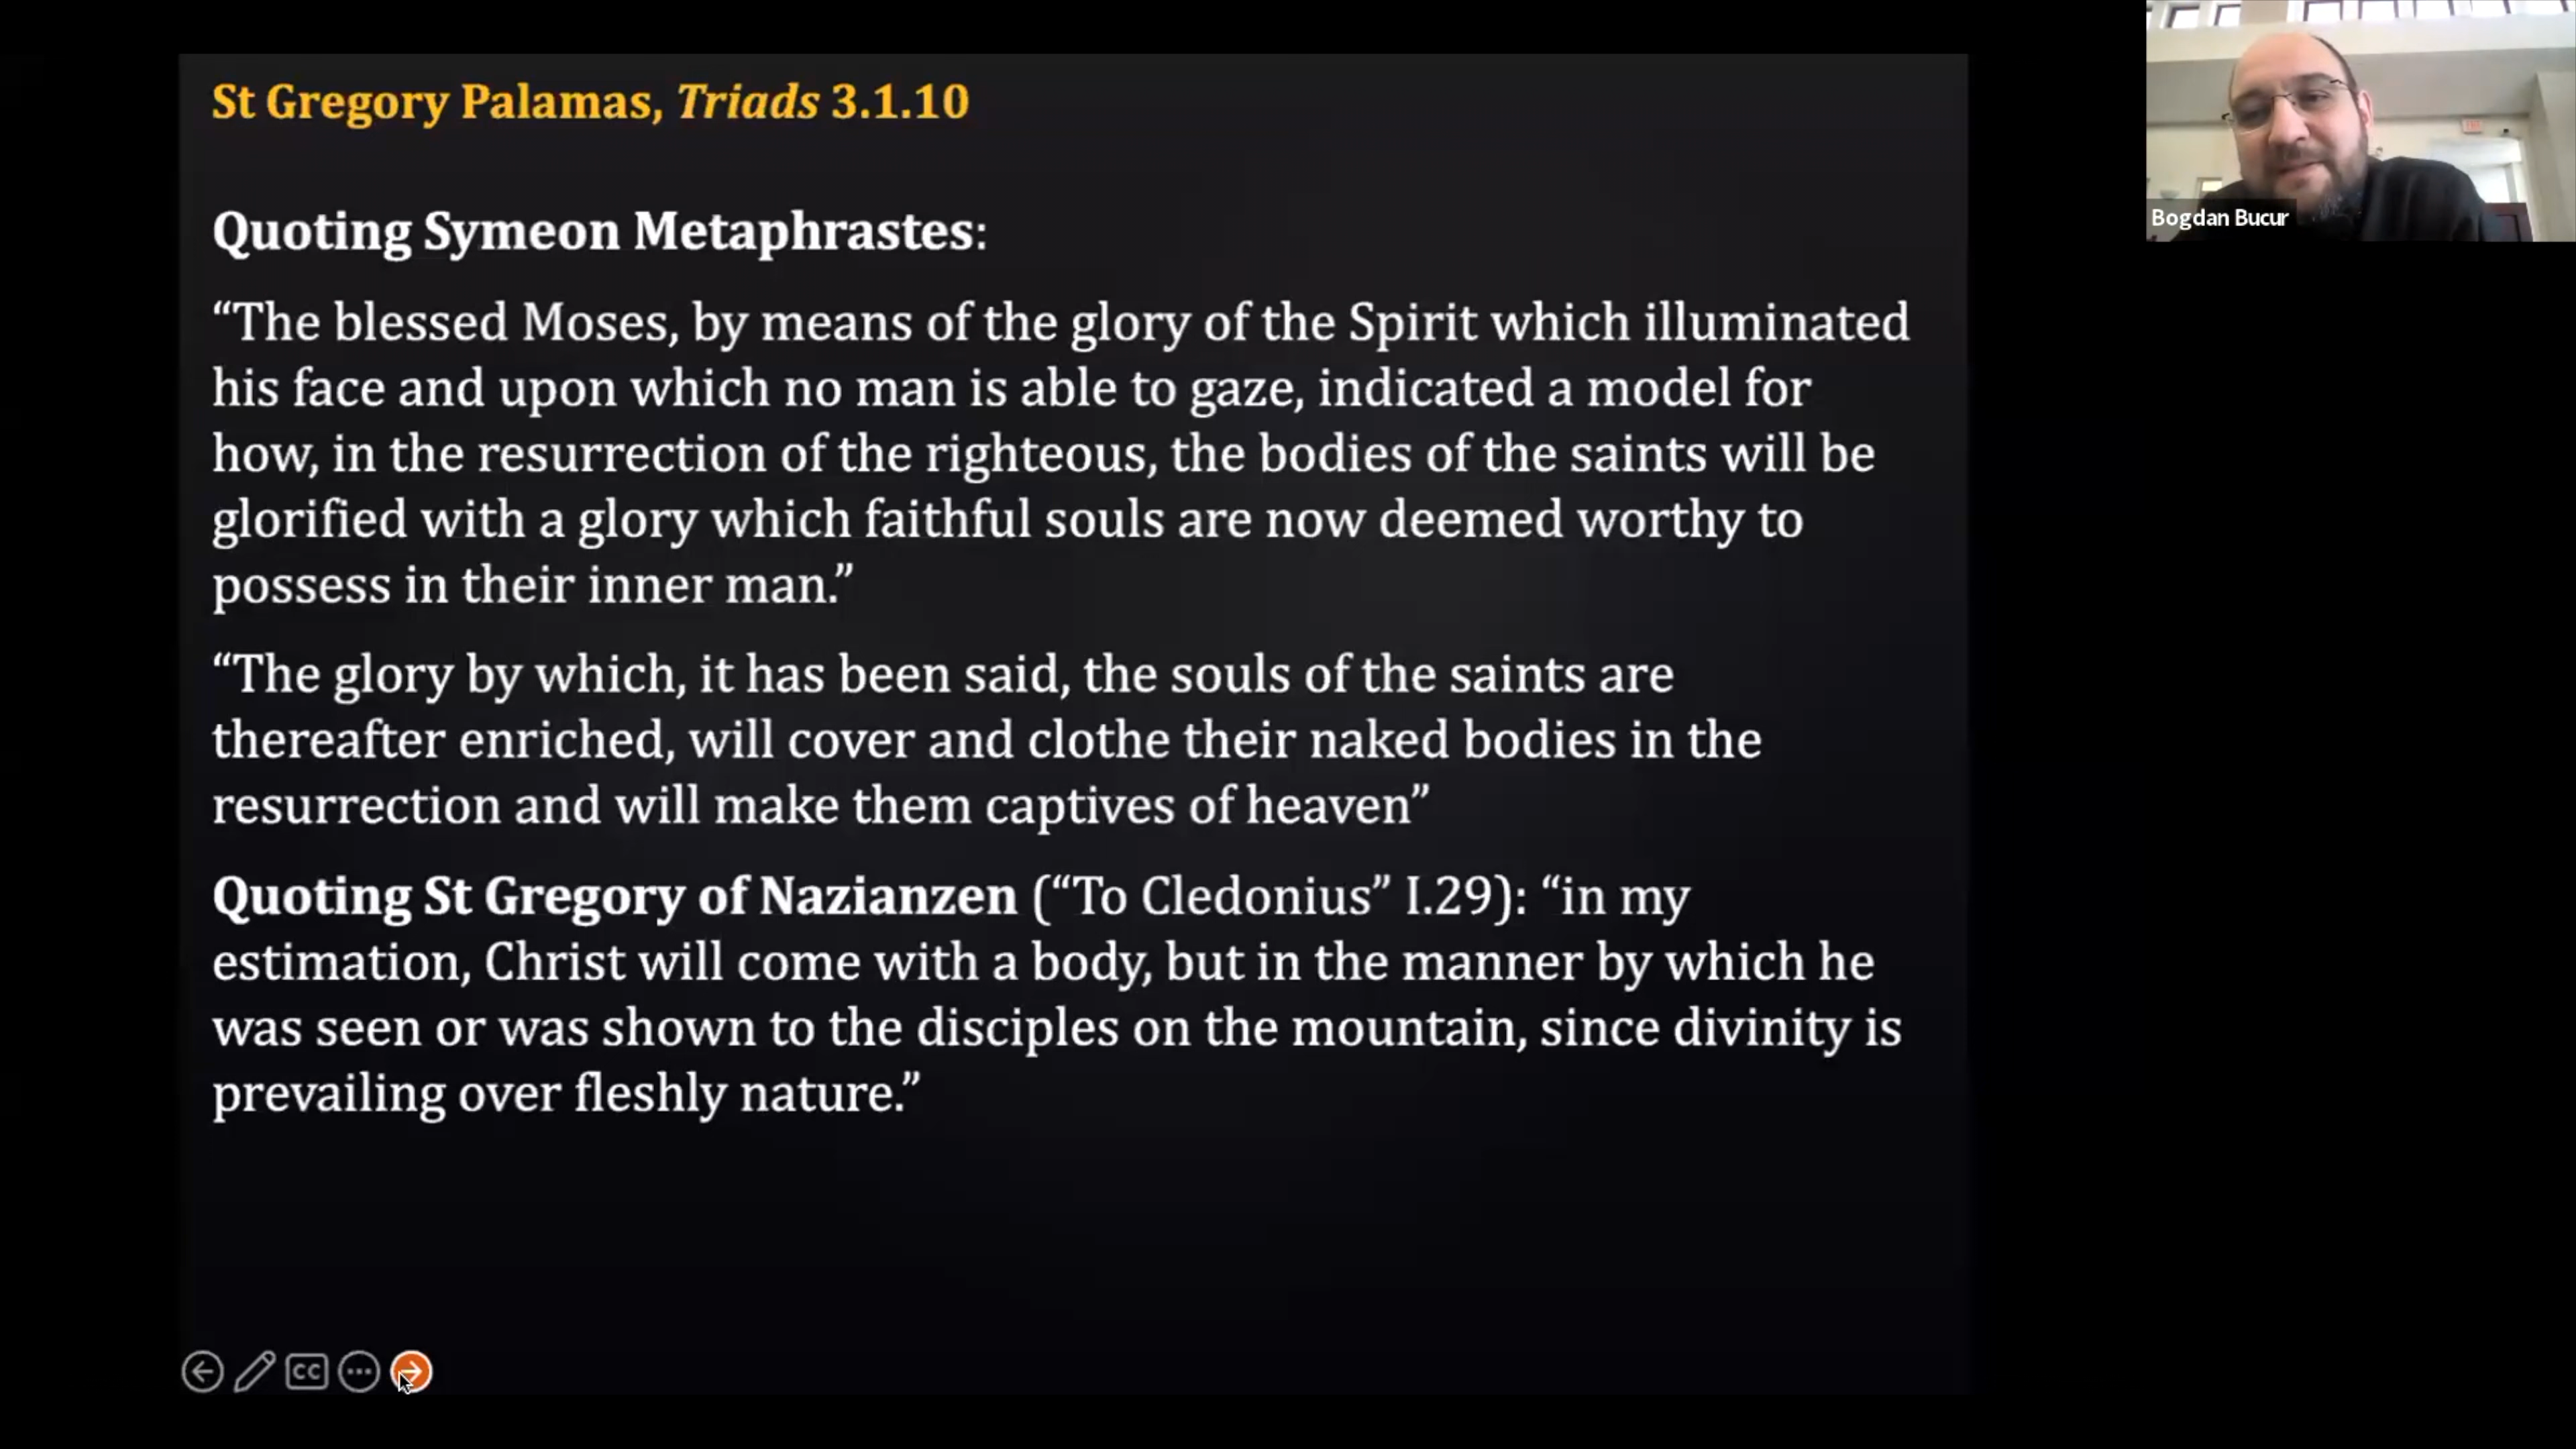 St Gregory Palamas, Triads 3.1.10
Quoting Symeon Metaphrastes:
“The blessed Moses, by means of the glory of the Spirit which illuminated
his face and upon which no man is able to gaze, indicated a model for
how, in the resurrection of the righteous, the bodies of the saints will be
glorified with a glory which faithful souls are now deemed worthy to
possess in their inner man.”
“The glory by which, it has been said, the souls of the saints are
thereafter enriched, will cover and clothe their naked bodies in the
resurrection and will make them captives of heaven”
Quoting St Gregory of Nazianzen (“To Cledonius” I.29): “in my
estimation, Christ will come with a body, but in the manner by which he
was seen or was shown to the disciples on the mountain, since divinity is
prevailing over fleshly nature.”
CC
Bogdan Bucur